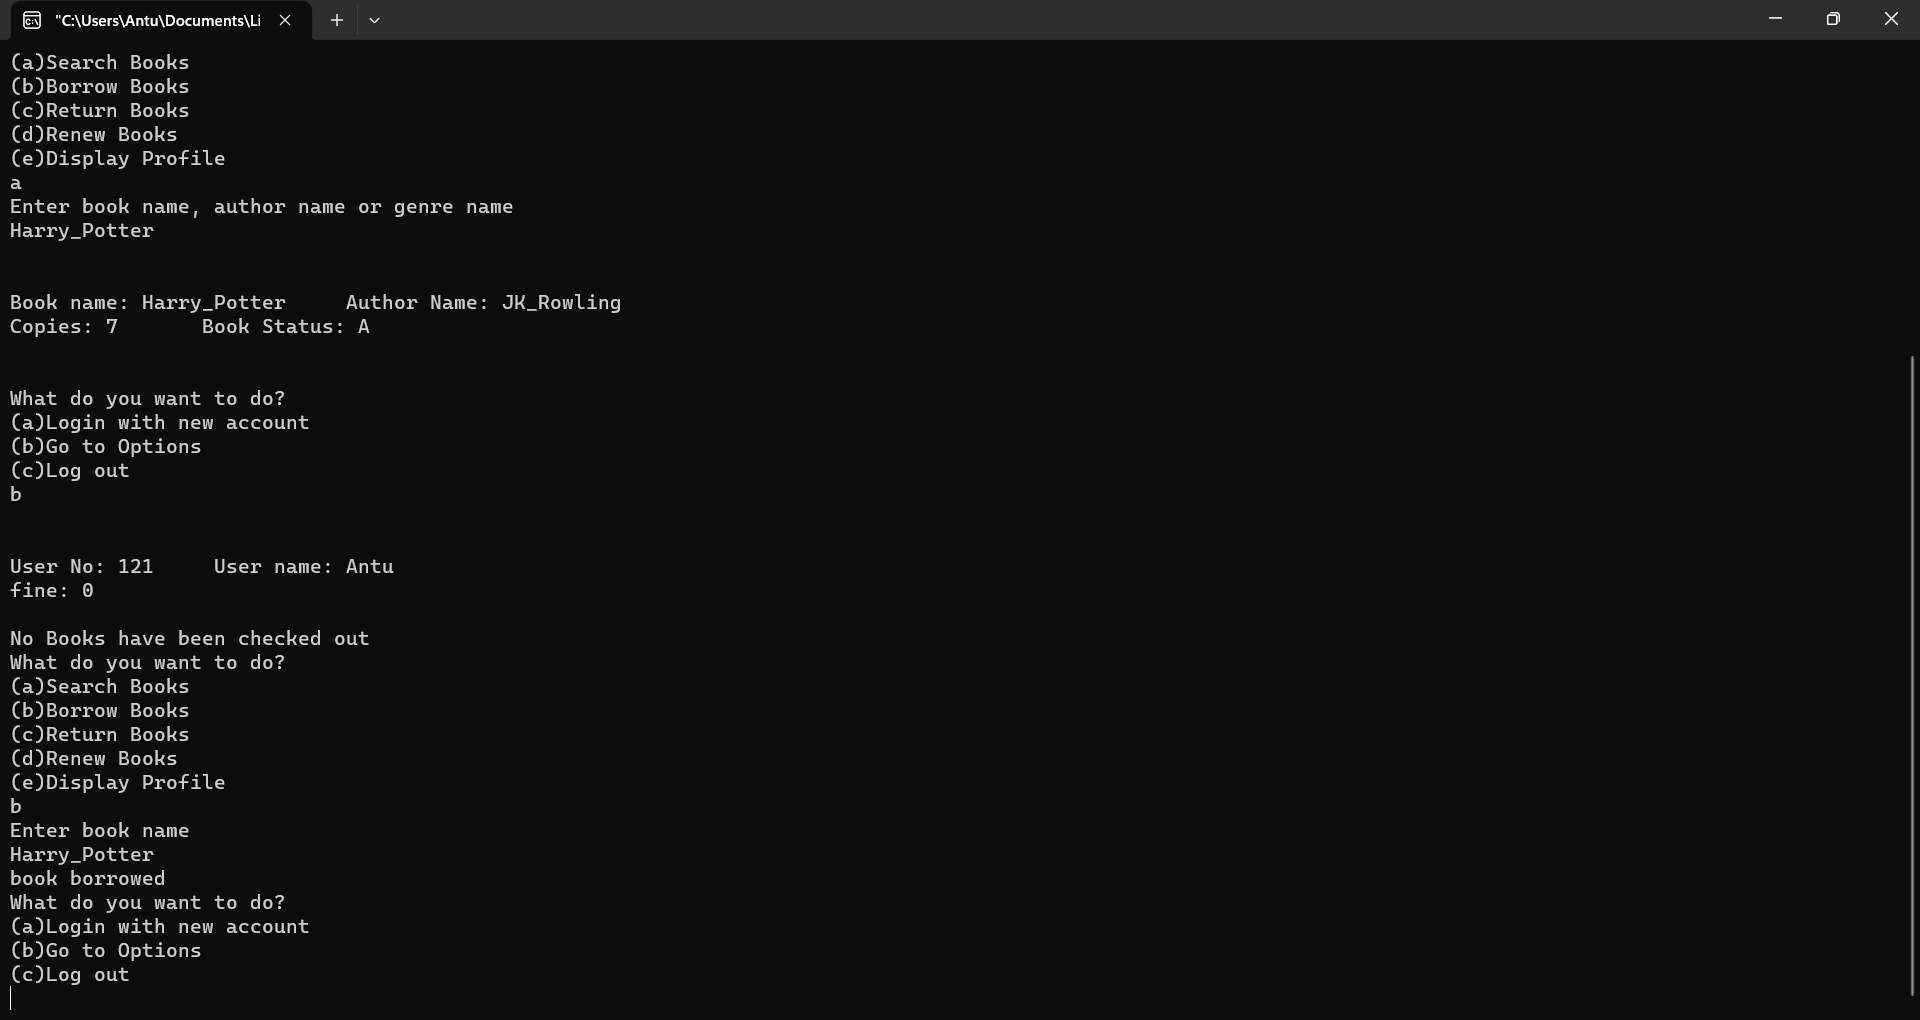 "C:\Users\Antu\Documents\Li
(a)Search Books
(b)Borrow Books
(c)Return Books
(d)Renew Books
(e)Display Profile
a
Enter book name, author name or genre name
Harry_Potter
Book name: Harry_Potter     Author Name: JK_Rowling
Copies: 7       Book Status: A
What do you want to do?
(a)Login with new account
(b)Go to Options
(c)Log out
b
User No: 121     User name: Antu
fine: 0
No Books have been checked out
What do you want to do?
(a)Search Books
(b)Borrow Books
(c)Return Books
(d)Renew Books
(e)Display Profile
b
Enter book name
Harry_Potter
book borrowed
What do you want to do?
(a)Login with new account
(b)Go to Options
(c)Log out